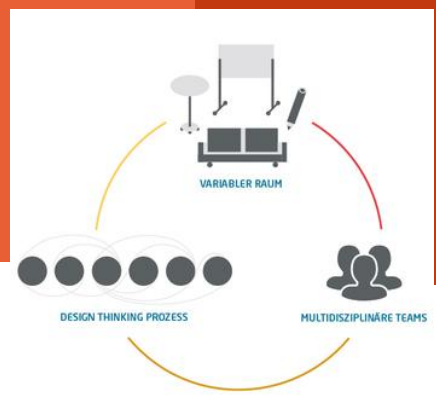 VARIABLER RAUM
DESIGN THINKING PROZESS
MULTIDISZIPLINÄRE TEAMS